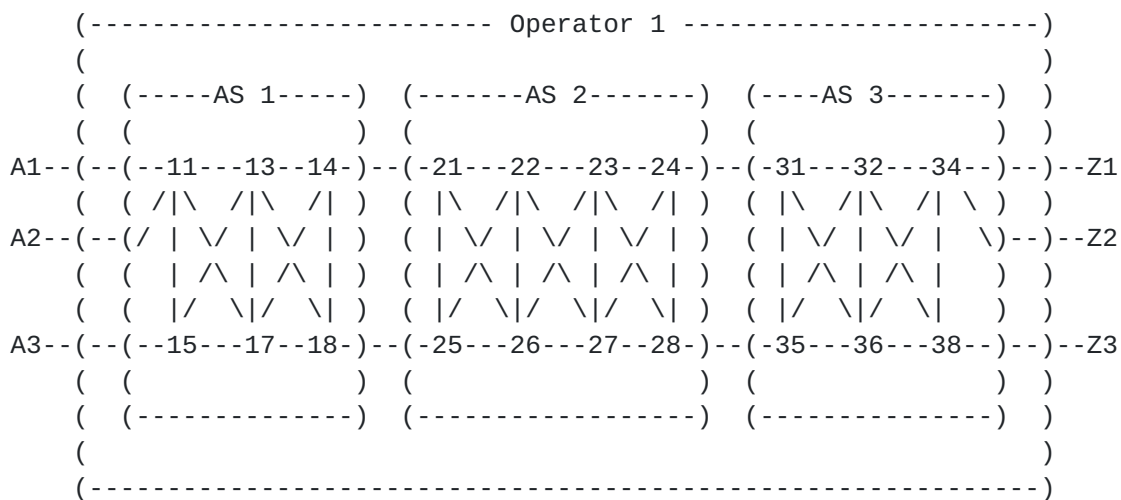 (-------------------------- Operator 1 -----------------------)
    (                                                             )
    (  (-----AS 1-----)  (-------AS 2-------)  (----AS 3-------)  )
    (  (              )  (                  )  (               )  )
A1--(--(--11---13--14-)--(-21---22---23--24-)--(-31---32---34--)--)--Z1
    (  ( /|\  /|\  /| )  ( |\  /|\  /|\  /| )  ( |\  /|\  /| \ )  )
A2--(--(/ | \/ | \/ | )  ( | \/ | \/ | \/ | )  ( | \/ | \/ |  \)--)--Z2
    (  (  | /\ | /\ | )  ( | /\ | /\ | /\ | )  ( | /\ | /\ |   )  )
    (  (  |/  \|/  \| )  ( |/  \|/  \|/  \| )  ( |/  \|/  \|   )  )
A3--(--(--15---17--18-)--(-25---26---27--28-)--(-35---36---38--)--)--Z3
    (  (              )  (                  )  (               )  )
    (  (--------------)  (------------------)  (---------------)  )
    (                                                             )
    (-------------------------------------------------------------)